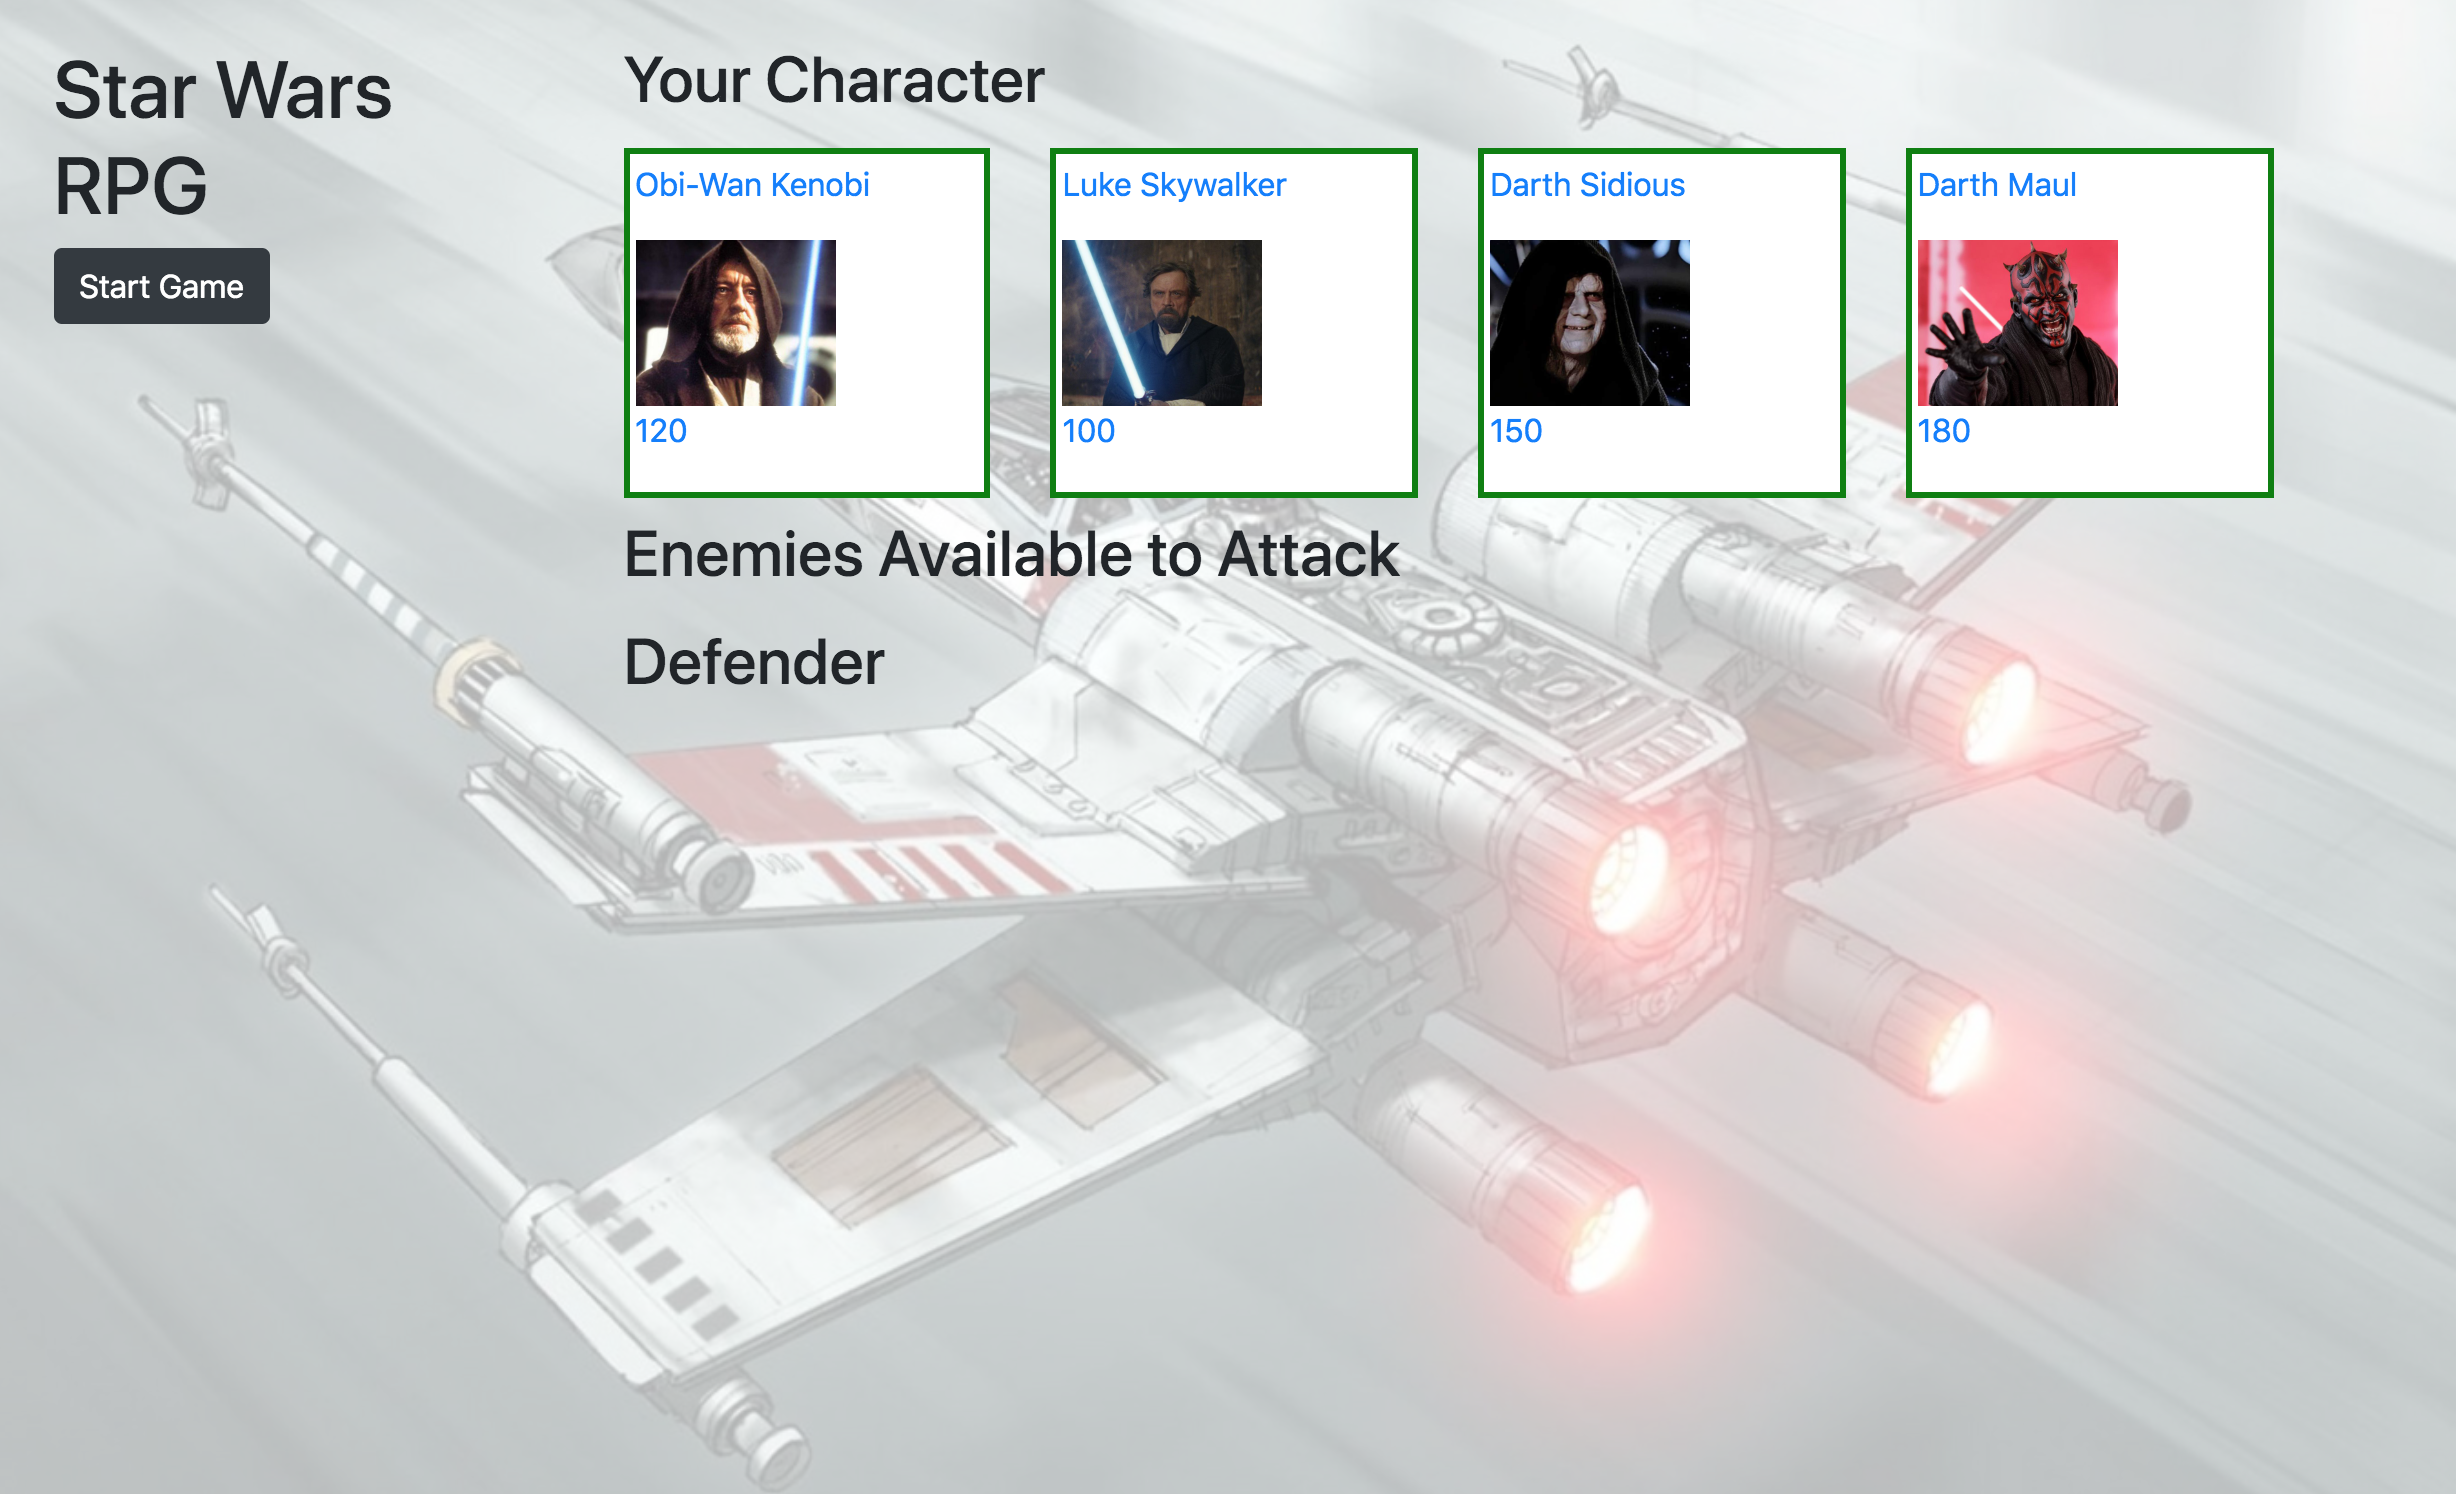 Star Wars
RPG
Start Game
Your Character
Obi-Wan Kenobi
120
Luke Skywalker
100
Darth Sidious
150
Darth Maul
180
Enemies Available to Attack
Defender